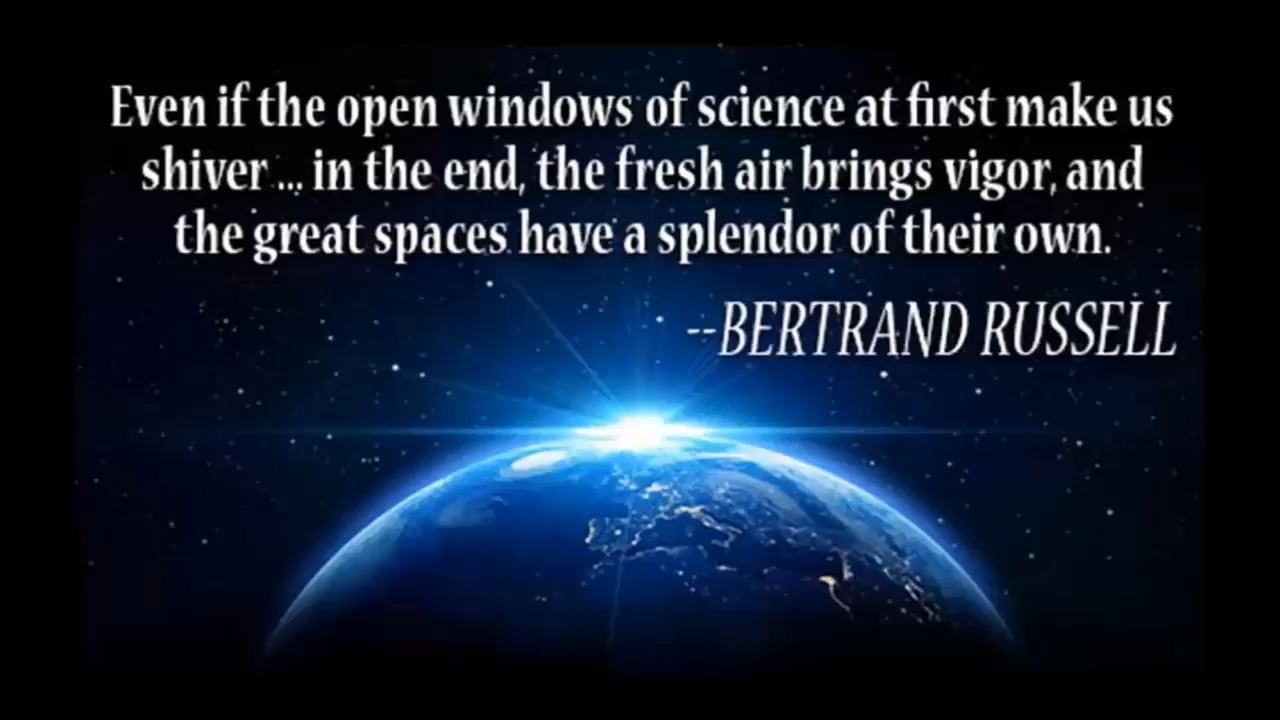 Even if the open windows of science at first make us
shiver ... in the end, the fresh air brings vigor, and
the great spaces have a splendor of their own.
--BERTRAND RUSSELL